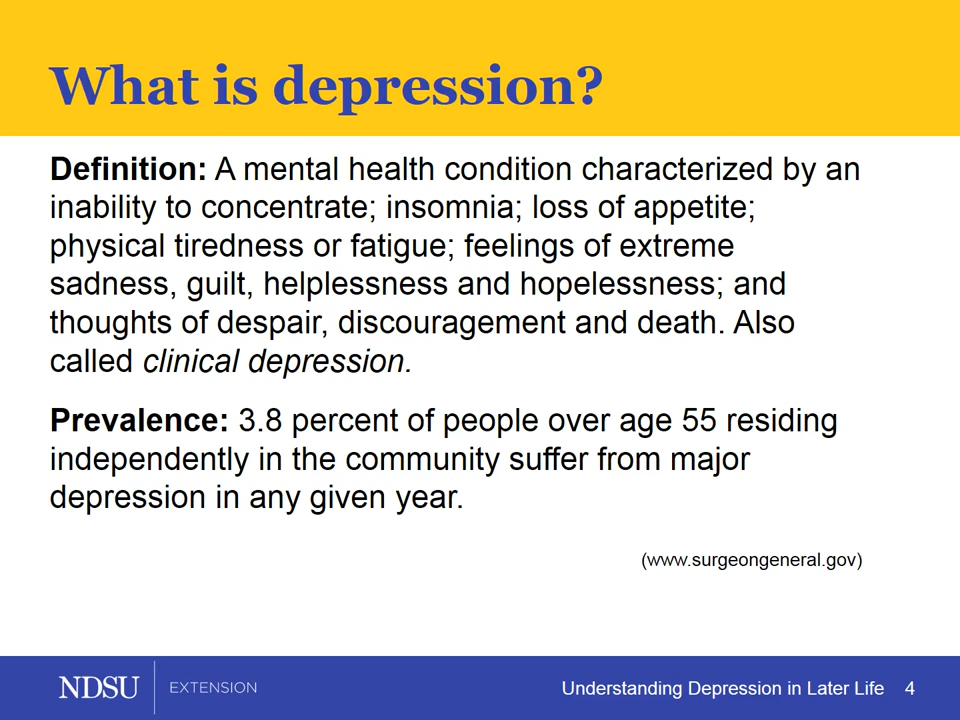 What is depression?
Definition: A mental health condition characterized by an
inability to concentrate; insomnia; loss of appetite;
physical tiredness or fatigue; feelings of extreme
sadness, guilt, helplessness and hopelessness; and
thoughts of despair, discouragement and death. Also
called clinical depression.
Prevalence: 3.8 percent of people over age 55 residing
independently in the community suffer from major
depression in any given year.
(www.surgeongeneral.gov)
NDSU EXTENSION
Understanding Depression in Later Life 4